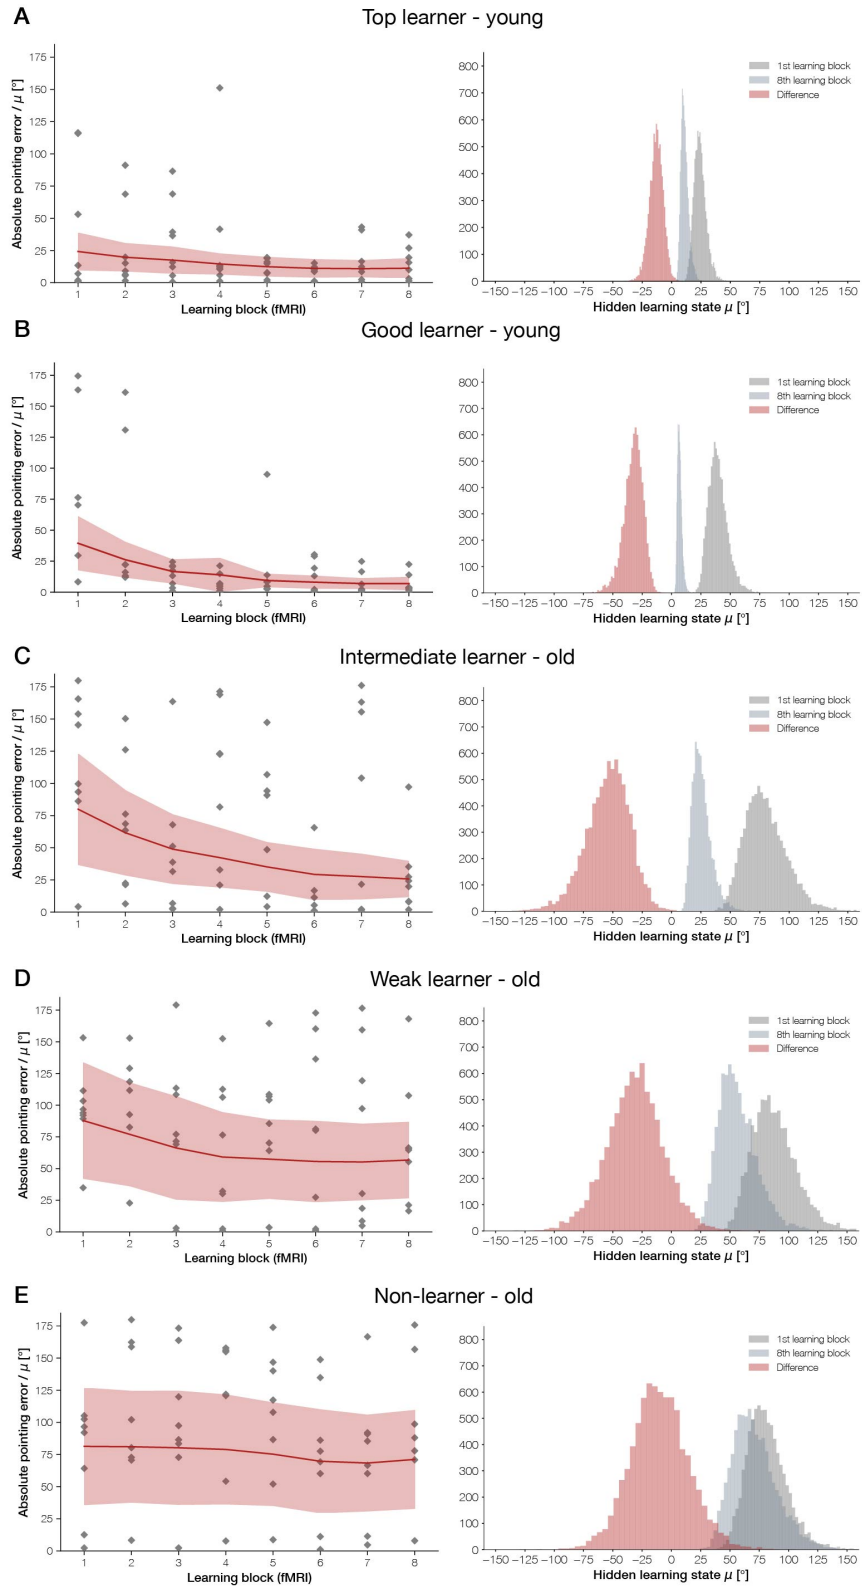 A
Top learner - young
Absolute pointing error / μ [°]
175
150
125
100
75
50
25
0
1 2 3 4 5 6 7 8
Learning block (fMRI)
1st learning block
8th learning block
Difference
800
700
600
500
400
300
200
100
0
−150 −125 −100 −75 −50 −25 0 25 50 75 100 125 150
Hidden learning state μ [°]
B
Good learner - young
Absolute pointing error / μ [°]
175
150
125
100
75
50
25
0
1 2 3 4 5 6 7 8
Learning block (fMRI)
1st learning block
8th learning block
Difference
800
700
600
500
400
300
200
100
0
−150 −125 −100 −75 −50 −25 0 25 50 75 100 125 150
Hidden learning state μ [°]
C
Intermediate learner - old
Absolute pointing error / μ [°]
175
150
125
100
75
50
25
0
1 2 3 4 5 6 7 8
Learning block (fMRI)
1st learning block
8th learning block
Difference
800
700
600
500
400
300
200
100
0
−150 −125 −100 −75 −50 −25 0 25 50 75 100 125 150
Hidden learning state μ [°]
D
Weak learner - old
Absolute pointing error / μ [°]
175
150
125
100
75
50
25
0
1 2 3 4 5 6 7 8
Learning block (fMRI)
1st learning block
8th learning block
Difference
800
700
600
500
400
300
200
100
0
−150 −125 −100 −75 −50 −25 0 25 50 75 100 125 150
Hidden learning state μ [°]
E
Non-learner - old
Absolute pointing error / μ [°]
175
150
125
100
75
50
25
0
1 2 3 4 5 6 7 8
Learning block (fMRI)
1st learning block
8th learning block
Difference
800
700
600
500
400
300
200
100
0
−150 −125 −100 −75 −50 −25 0 25 50 75 100 125 150
Hidden learning state μ [°]